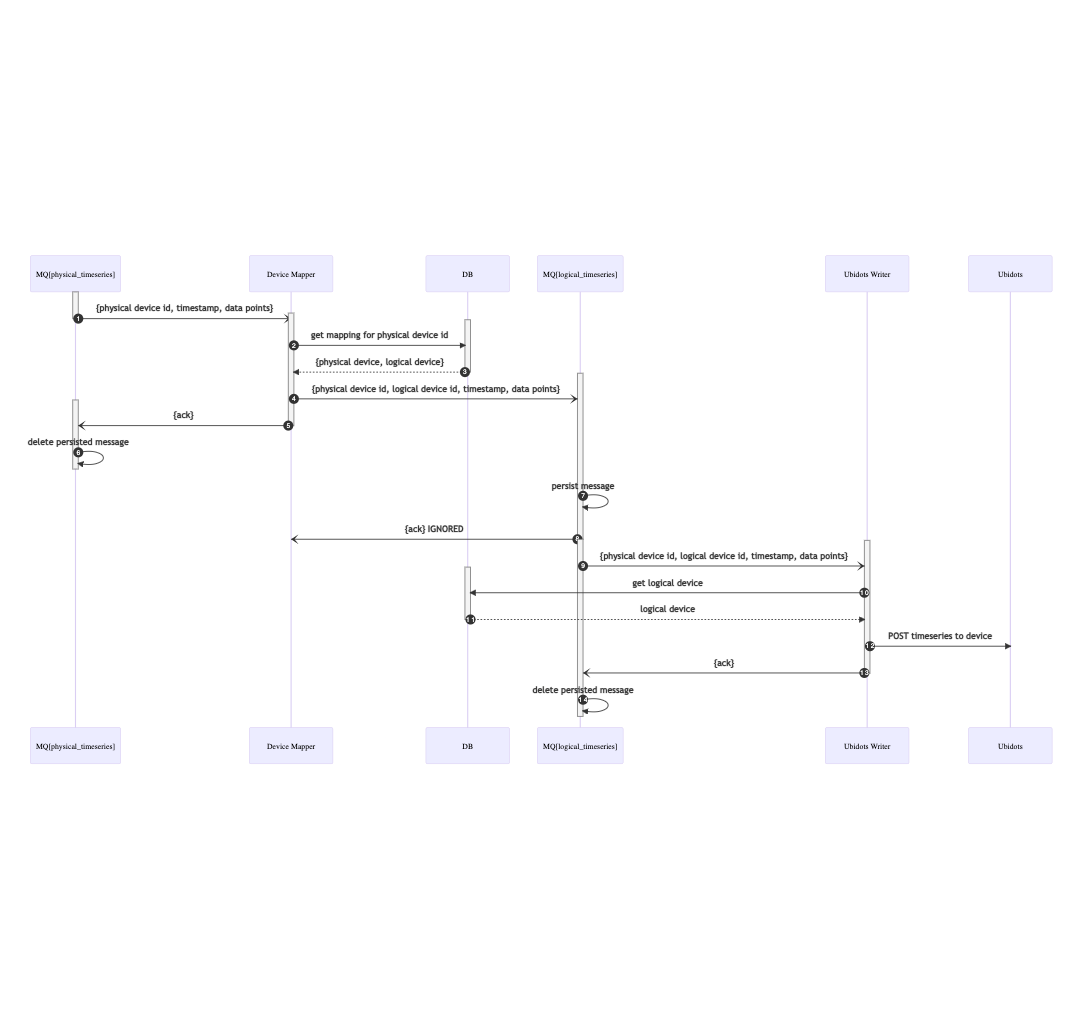 MQ[physical_timeseries]
Device Mapper
DB
MQ[logical_timeseries]
Ubidots Writer
Ubidots
{physical device id, timestamp, data points}
1
get mapping for physical device id
2
{physical device, logical device}
3
{physical device id, logical device id, timestamp, data points}
4
{ack}
5
delete persisted message
6
persist message
7
{ack} IGNORED
8
{physical device id, logical device id, timestamp, data points}
9
get logical device
10
logical device
11
POST timeseries to device
12
{ack}
13
delete persisted message
14
MQ[physical_timeseries]
Device Mapper
DB
MQ[logical_timeseries]
Ubidots Writer
Ubidots